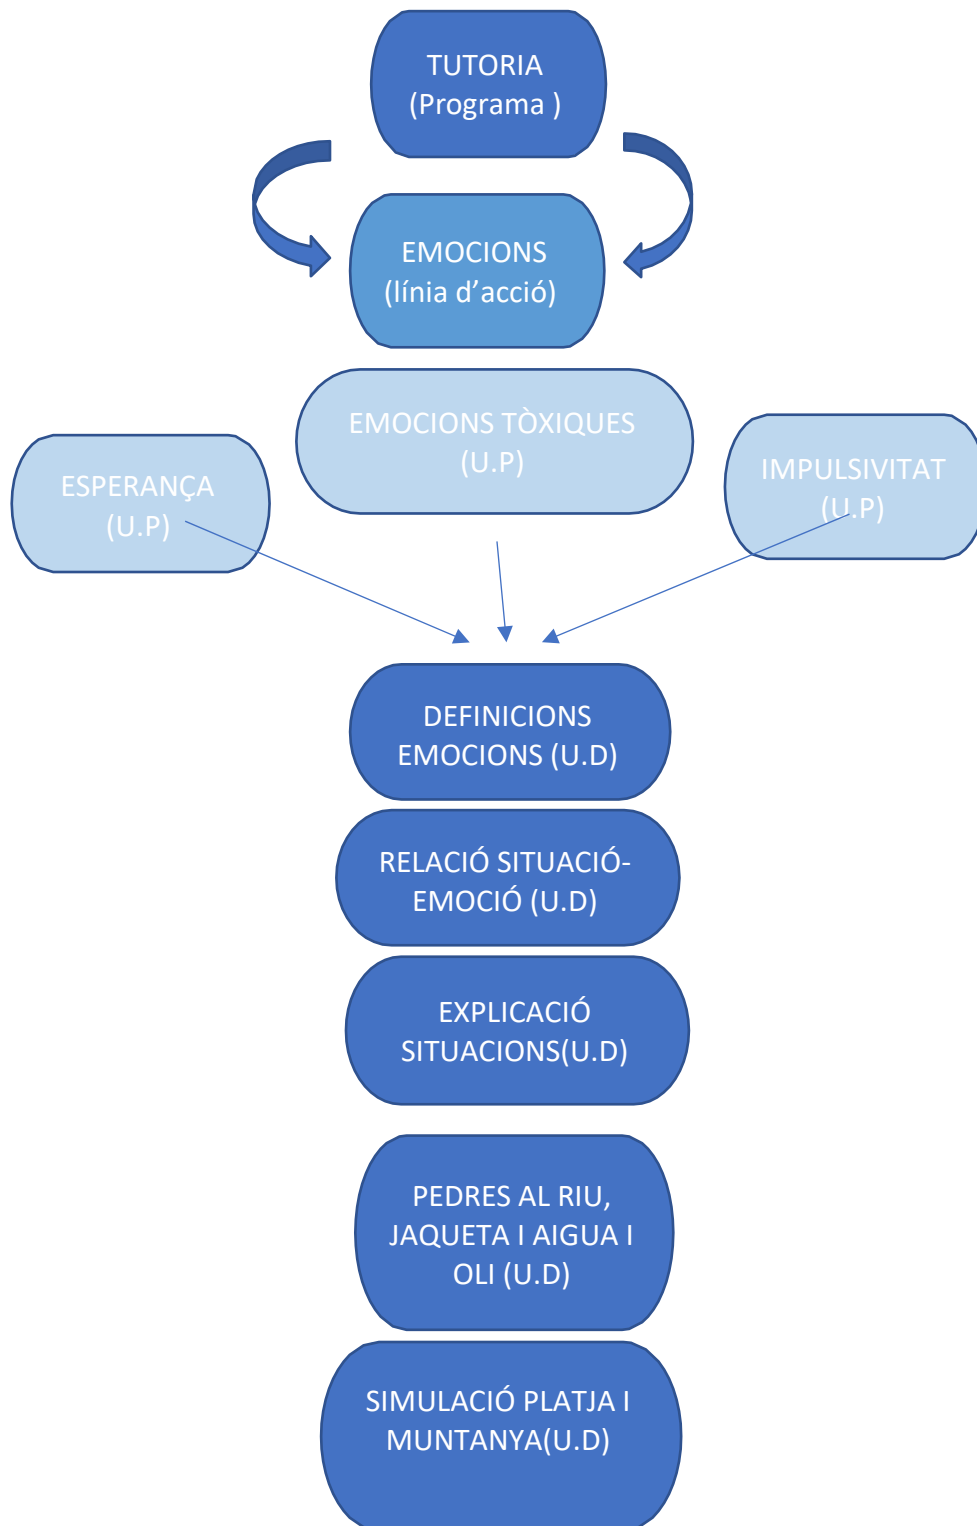 TUTORIA
(Programa )
EMOCIONS
(línia d’acció)
EMOCIONS TÒXIQUES
(U.P)
ESPERANÇA
(U.P)
IMPULSIVITAT
(U.P)
DEFINICIONS
EMOCIONS (U.D)
RELACIÓ SITUACIÓ-
EMOCIÓ (U.D)
EXPLICACIÓ
SITUACIONS(U.D)
PEDRES AL RIU,
JAQUETA I AIGUA I
OLI (U.D)
SIMULACIÓ PLATJA I
MUNTANYA(U.D)